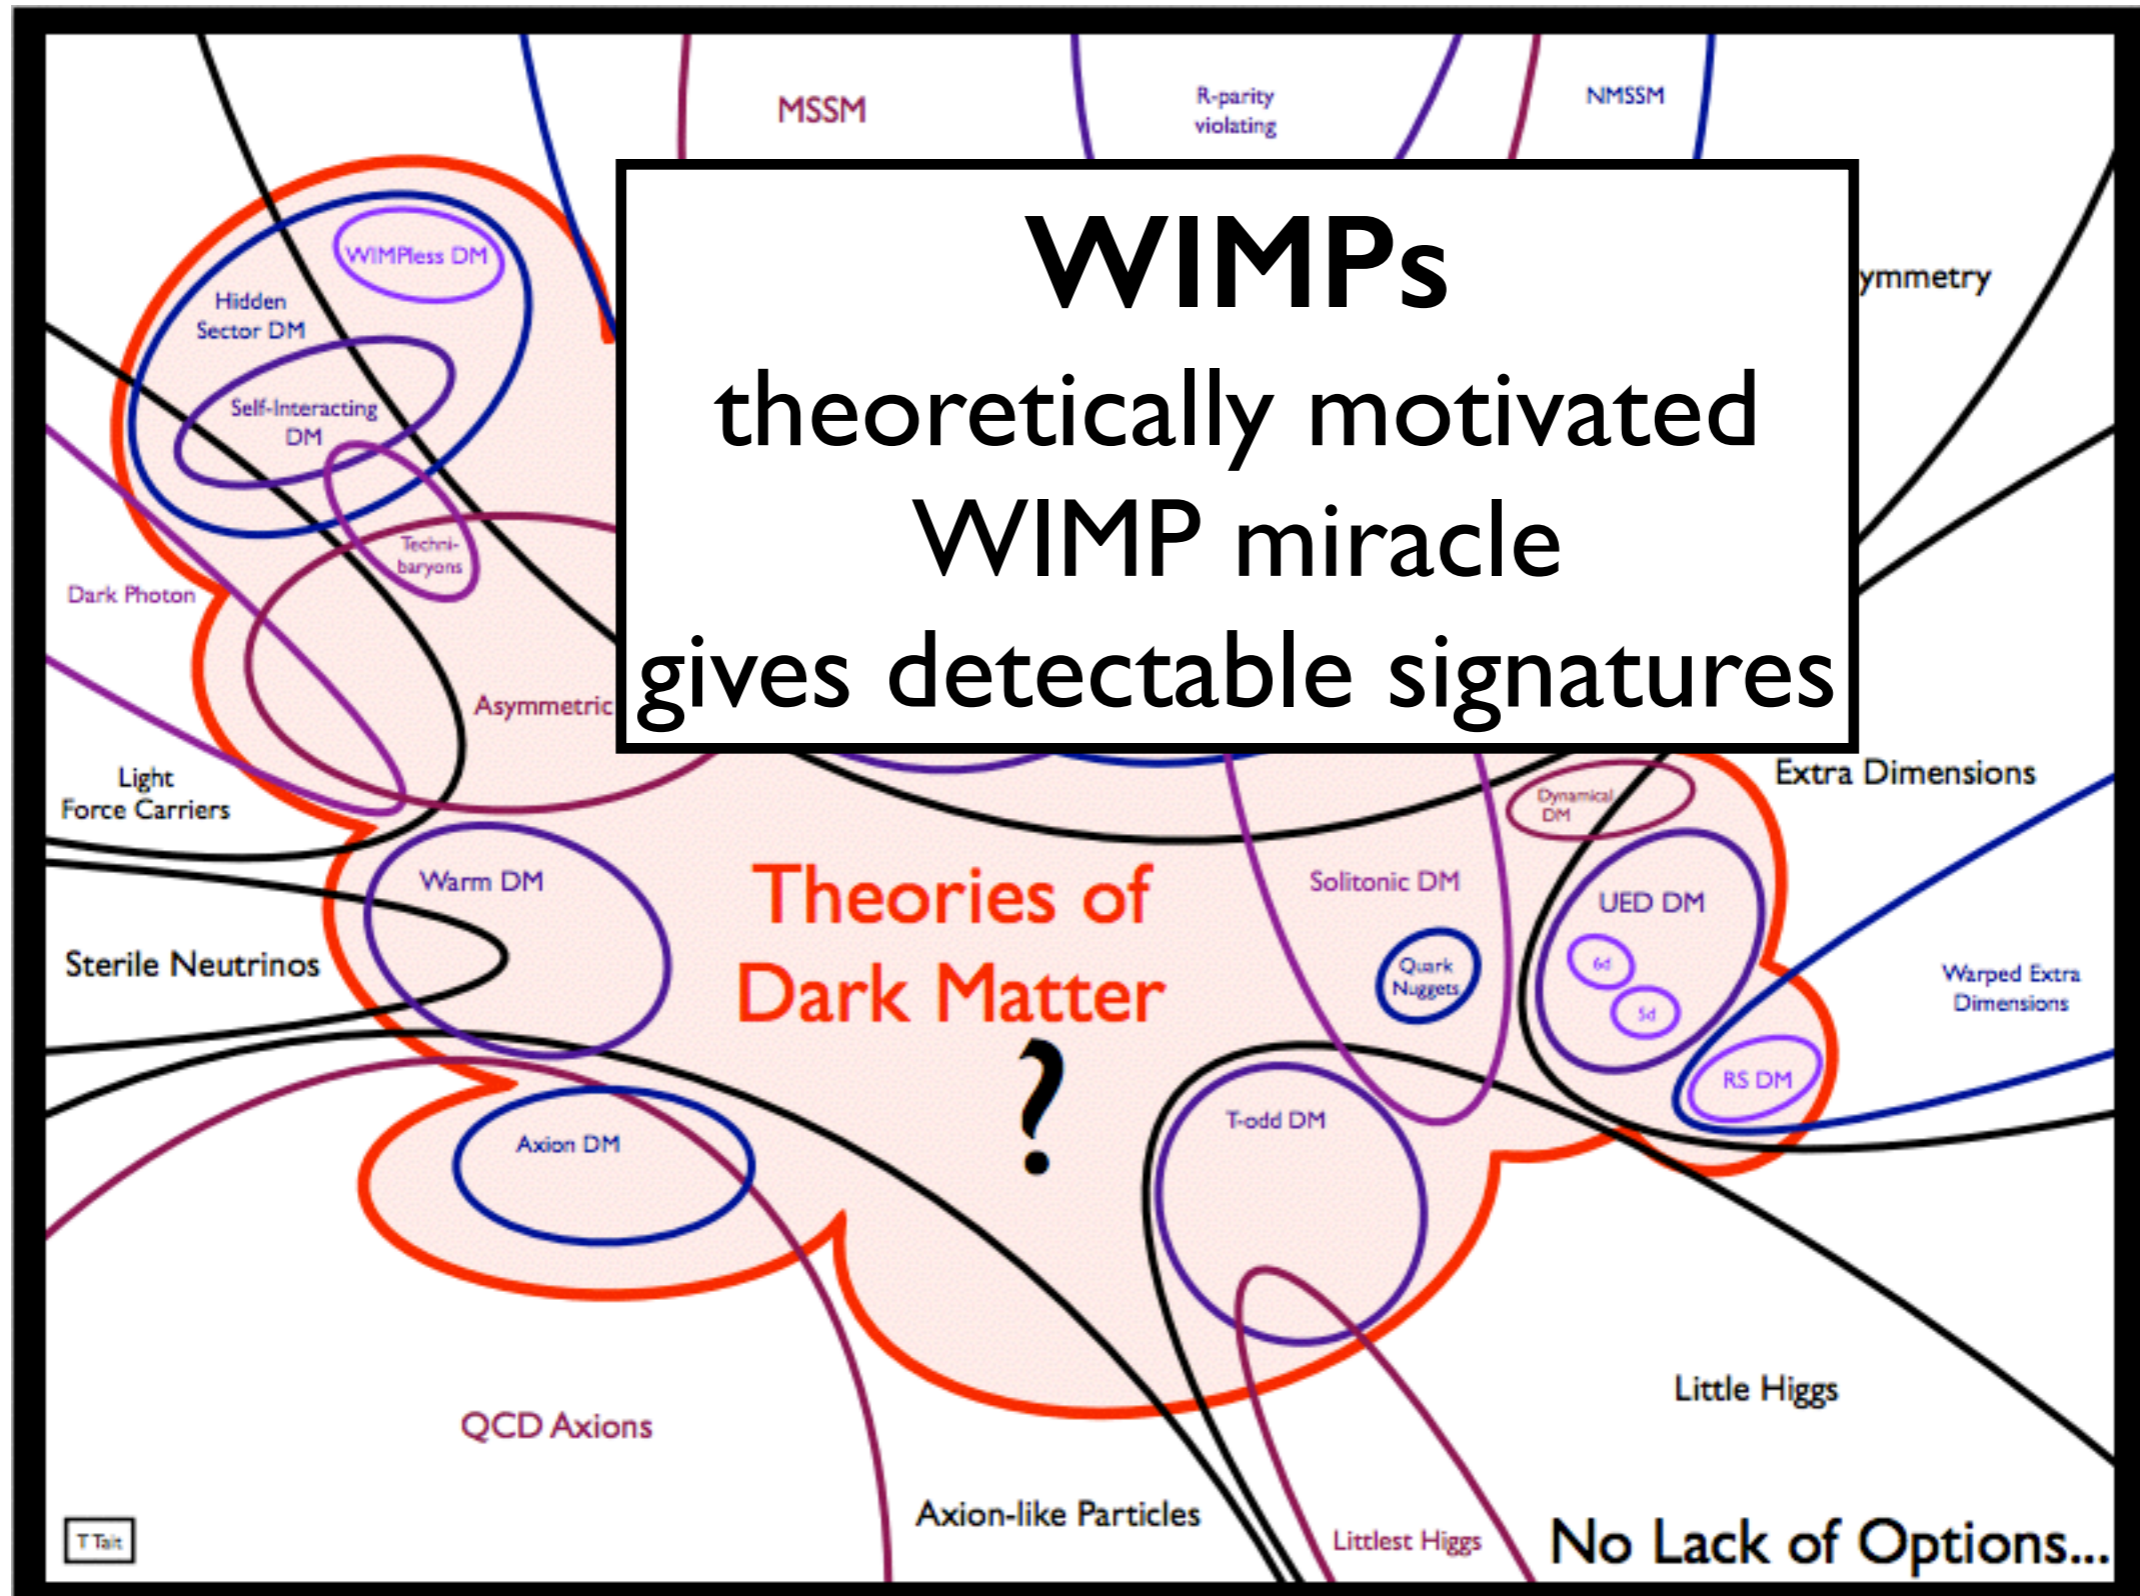 MSSM
R-parity
violating
NMSSM
WIMPless DM
Hidden
Sector DM
Self-Interacting
DM
Techni-
baryons
Dark Photon
Asymmetric
Light
Force Carriers
WIMPs
theoretically motivated
WIMP miracle
gives detectable signatures
ymmetry
Extra Dimensions
Dynamical
DM
Warm DM
Theories of
Dark Matter
?
Solitonic DM
Quark
Nuggets
UED DM
6d
5d
Sterile Neutrinos
Warped Extra
Dimensions
RS DM
Axion DM
T-odd DM
Little Higgs
QCD Axions
Axion-like Particles
Littlest Higgs
T Tait
No Lack of Options...